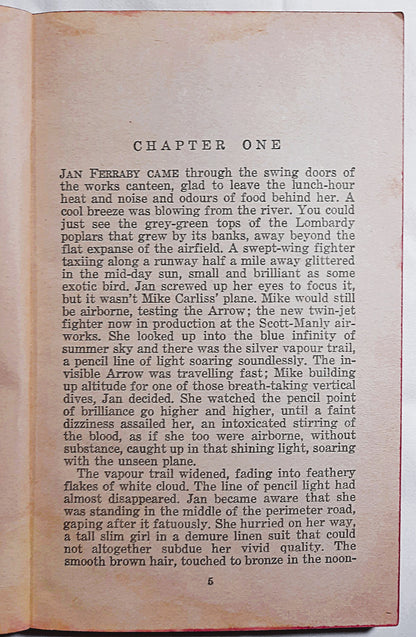 CHAPTER ONE
JAN FERRABY CAME through the swing doors of
the works canteen, glad to leave the lunch-hour
heat and noise and odours of food behind her. A
cool breeze was blowing from the river. You could
just see the grey-green tops of the Lombardy
poplars that grew by its banks, away beyond the
flat expanse of the airfield. A swept-wing fighter
taxiing along a runway half a mile away glittered
in the mid-day sun, small and brilliant as some
exotic bird. Jan screwed up her eyes to focus it,
but it wasn't Mike Carliss' plane. Mike would still
be airborne, testing the Arrow; the new twin-jet
fighter now in production at the Scott-Manly air-
works. She looked up into the blue infinity of
summer sky and there was the silver vapour trail,
a pencil line of light soaring soundlessly. The in-
visible Arrow was travelling fast; Mike building
up altitude for one of those breath-taking vertical
dives, Jan decided. She watched the pencil point
of brilliance go higher and higher, until a faint
dizziness assailed her, an intoxicated stirring of
the blood, as if she too were airborne, without
substance, caught up in that shining light, soaring
with the unseen plane.
The vapour trail widened, fading into feathery
flakes of white cloud. The line of pencil light had
almost disappeared. Jan became aware that she
was standing in the middle of the perimeter road,
gaping after it fatuously. She hurried on her way,
a tall slim girl in a demure linen suit that could
not altogether subdue her vivid quality. The
smooth brown hair, touched to bronze in the noon-
5